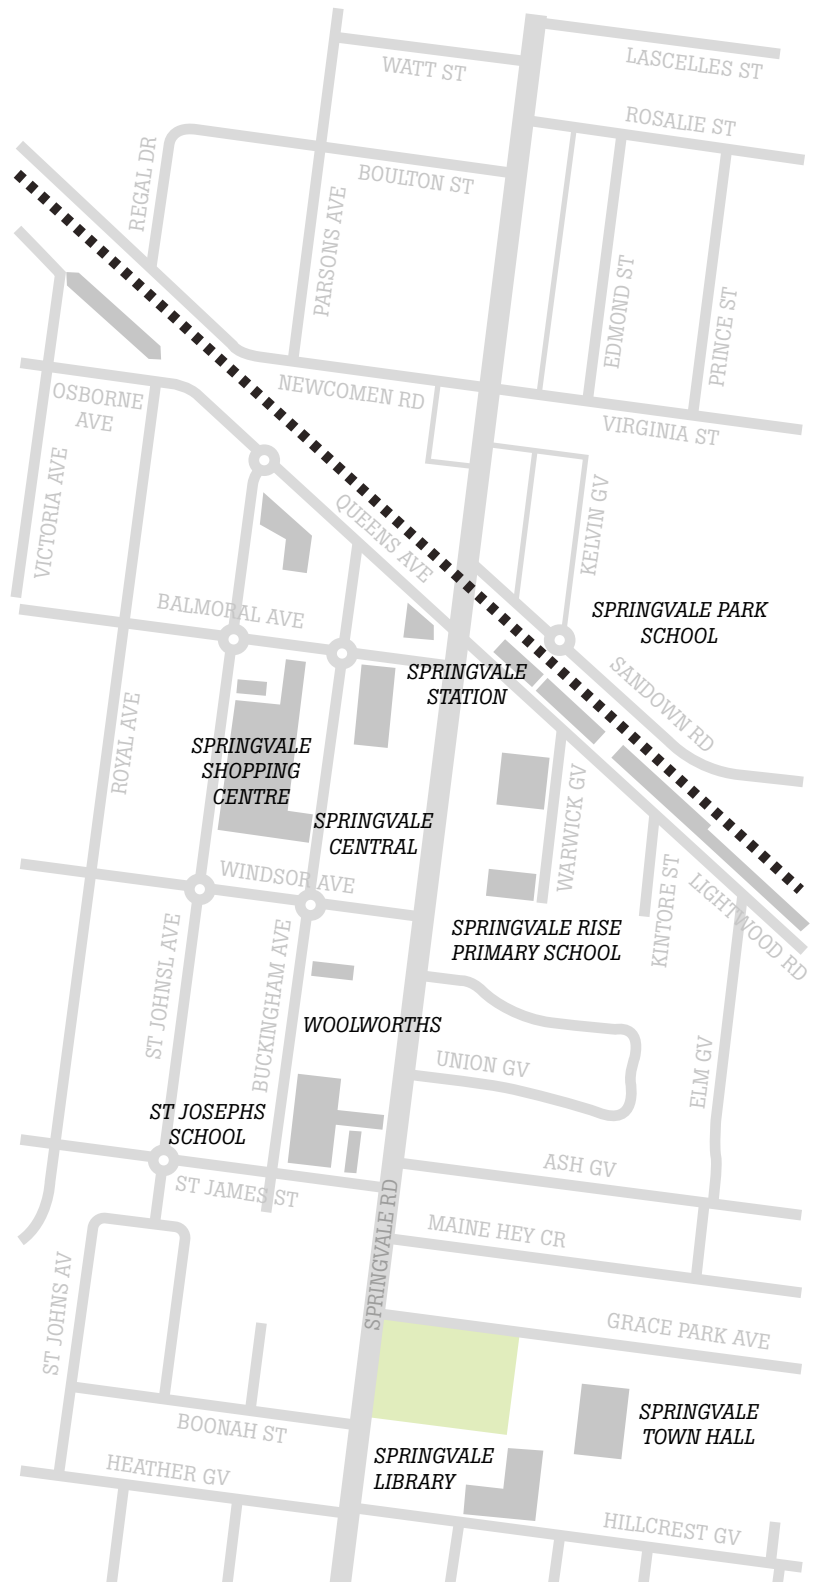 LASCELLES ST
WATT ST
ROSALIE ST
REGAL DR
BOULTON ST
PARSONS AVE
EDMOND ST
PRINCE ST
OSBORNE
AVE
NEWCOMEN RD
VIRGINIA ST
VICTORIA AVE
QUEENS AVE
KELVIN GV
BALMORAL AVE
SPRINGVALE PARK
SCHOOL
SPRINGVALE
STATION
SANDOWN RD
ROYAL AVE
SPRINGVALE
SHOPPING
CENTRE
SPRINGVALE
CENTRAL
WARWICK GV
WINDSOR AVE
KINTORE ST
LIGHTWOOD RD
SPRINGVALE RISE
PRIMARY SCHOOL
ST JOHNSL AVE
BUCKINGHAM AVE
WOOLWORTHS
UNION GV
ELM GV
ST JOSEPHS
SCHOOL
ASH GV
ST JAMES ST
SPRINGVALE RD
MAINE HEY CR
ST JOHNS AV
GRACE PARK AVE
SPRINGVALE
TOWN HALL
BOONAH ST
SPRINGVALE
LIBRARY
HEATHER GV
HILLCREST GV